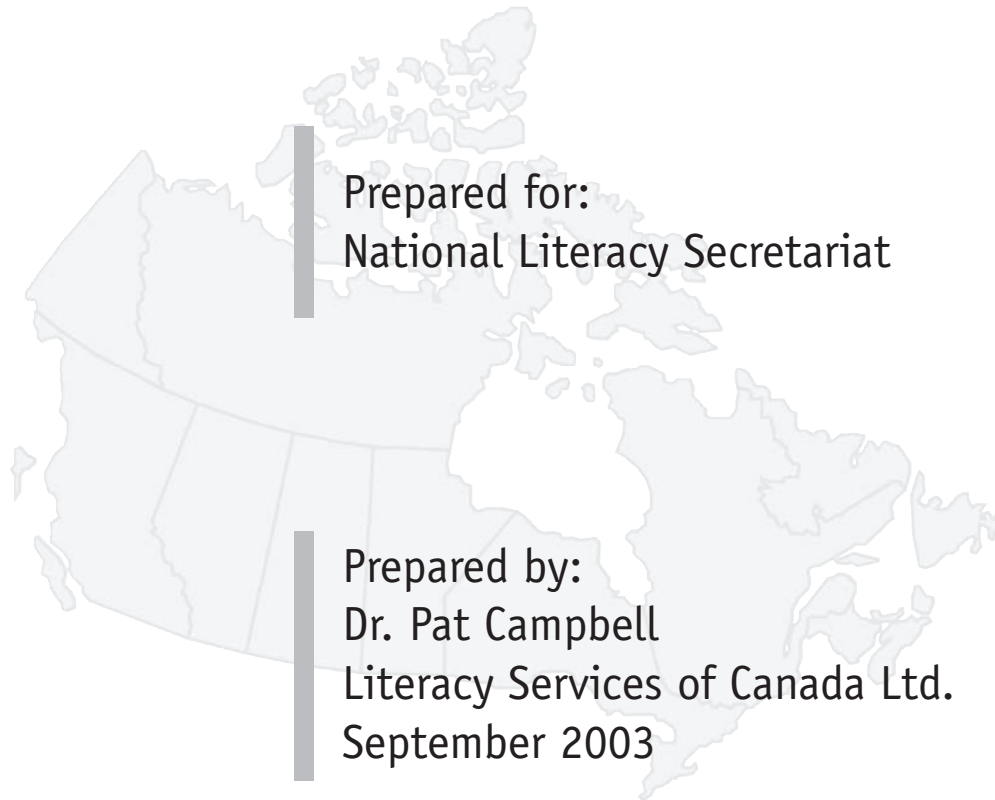 Prepared for:
National Literacy Secretariat
Prepared by:
Dr. Pat Campbell
Literacy Services of Canada Ltd.
September 2003